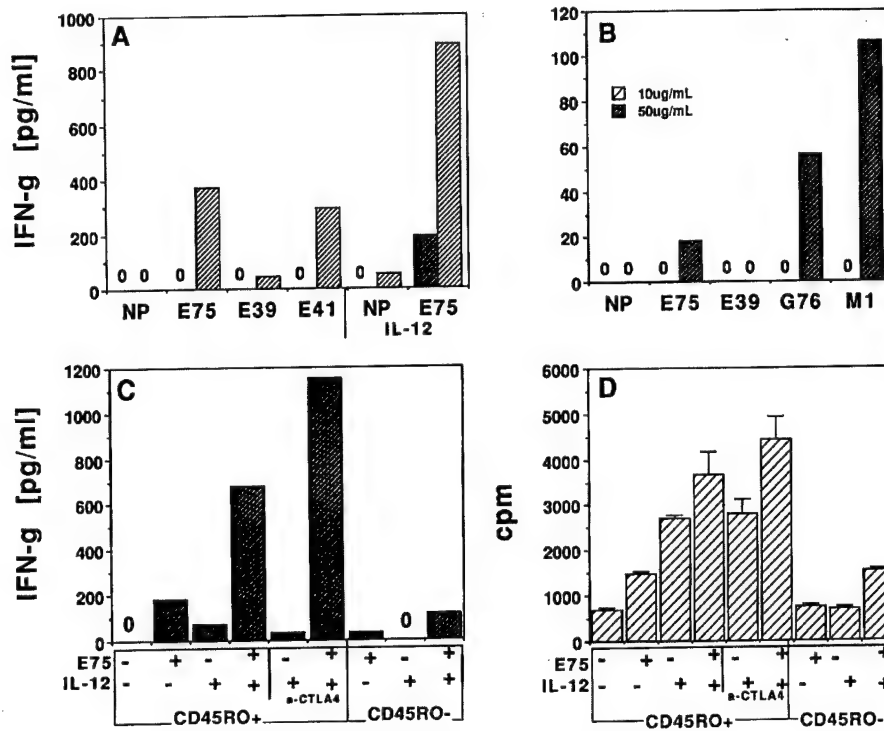 A
IFN-g [pg/ml]
1000
800
600
400
200
0
0 0 0 0 0 0
NP E75 E39 E41 NP E75
IL-12
B
120
100
80
60
40
20
0
10ug/mL
50ug/mL
0 0 0 0 0 0 0
NP E75 E39 G76 M1
C
IFN-g [pg/ml]
1200
1000
800
600
400
200
0
0 0
E75 - + - + - + + - +
IL-12 - - + + + + - + +
a-CTLA4
CD45RO+ CD45RO-
D
cpm
6000
5000
4000
3000
2000
1000
0
- + - + - + + - +
- - + + + + - + +
a-CTLA4
CD45RO+ CD45RO-